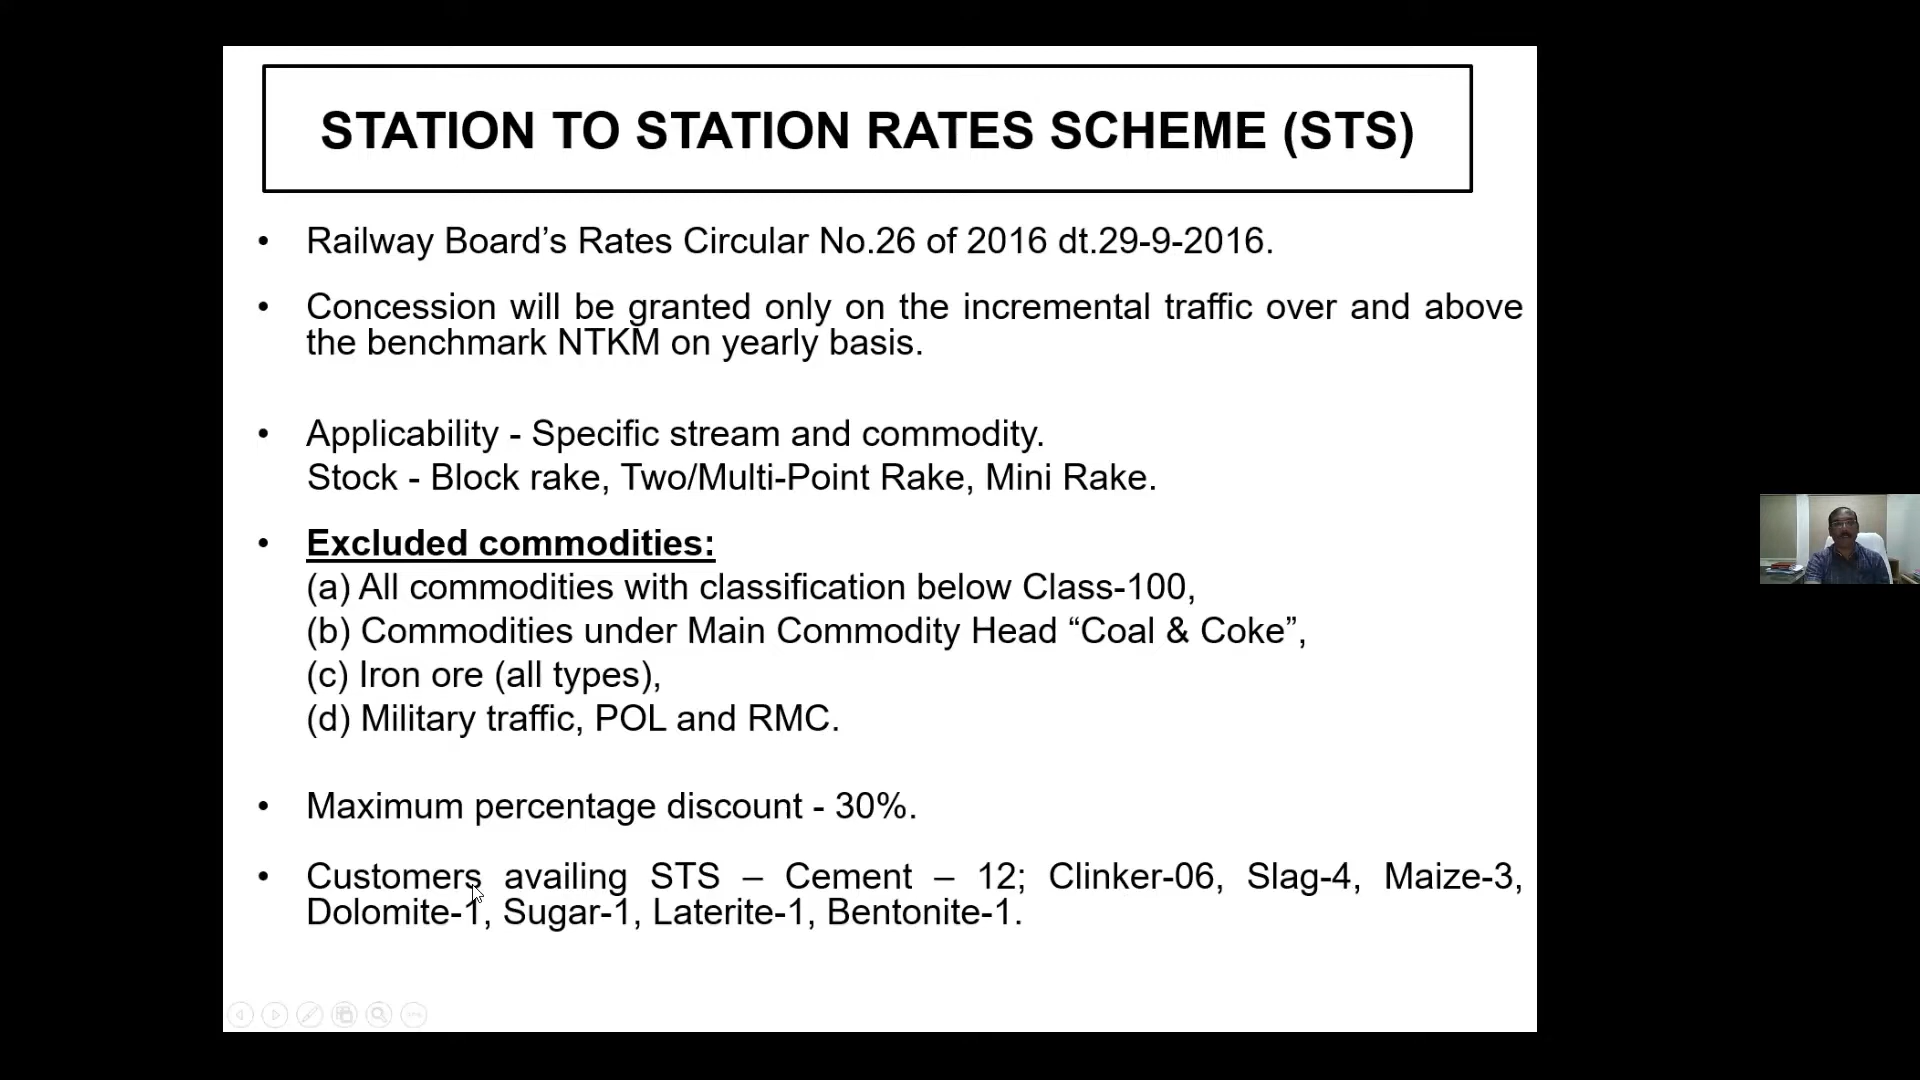 STATION TO STATION RATES SCHEME (STS)
• Railway Board’s Rates Circular No.26 of 2016 dt.29-9-2016.
• Concession will be granted only on the incremental traffic over and above
the benchmark NTKM on yearly basis.
• Applicability - Specific stream and commodity.
Stock - Block rake, Two/Multi-Point Rake, Mini Rake.
• Excluded commodities:
(a) All commodities with classification below Class-100,
(b) Commodities under Main Commodity Head “Coal & Coke”,
(c) Iron ore (all types),
(d) Military traffic, POL and RMC.
• Maximum percentage discount - 30%.
• Customers availing STS – Cement – 12; Clinker-06, Slag-4, Maize-3,
Dolomite-1, Sugar-1, Laterite-1, Bentonite-1.